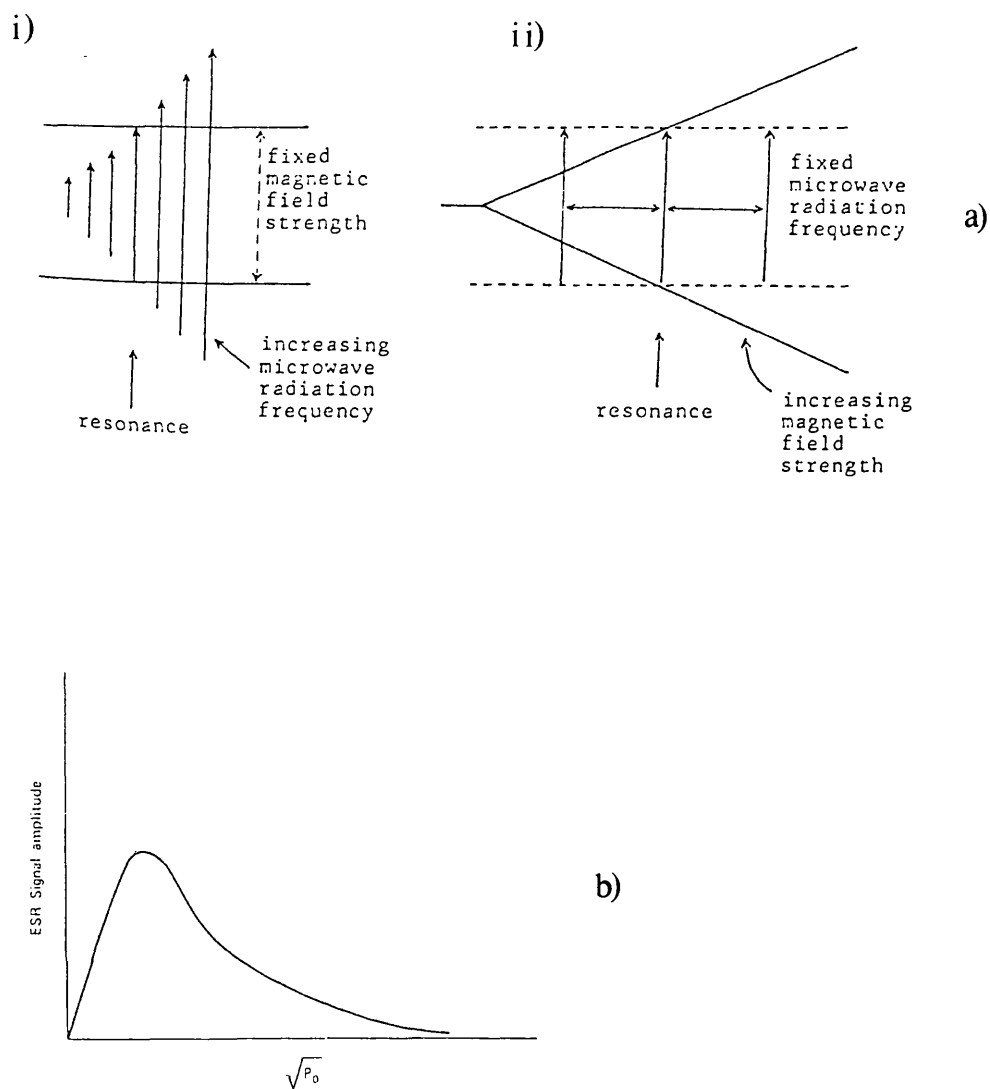 i)
ii)
fixed
magnetic
field
strength
increasing
microwave
radiation
frequency
resonance
fixed
microwave
radiation
frequency
a)
resonance
increasing
magnetic
field
strength
ESR Signal amplitude
b)
√P₀